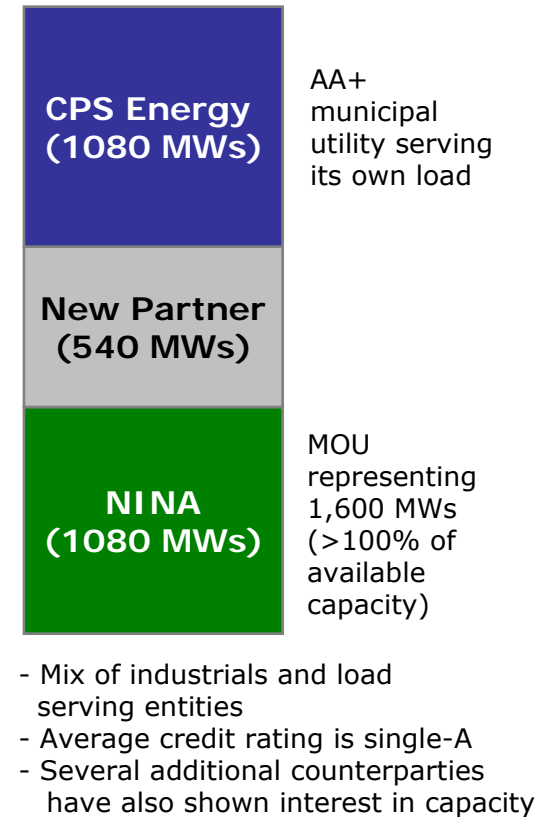 CPS Energy
(1080 MWs)
AA+
municipal
utility serving
its own load
New Partner
(540 MWs)
NINA
(1080 MWs)
MOU
representing
1,600 MWs
(>100% of
available
capacity)
- Mix of industrials and load
serving entities
- Average credit rating is single-A
- Several additional counterparties
have also shown interest in capacity